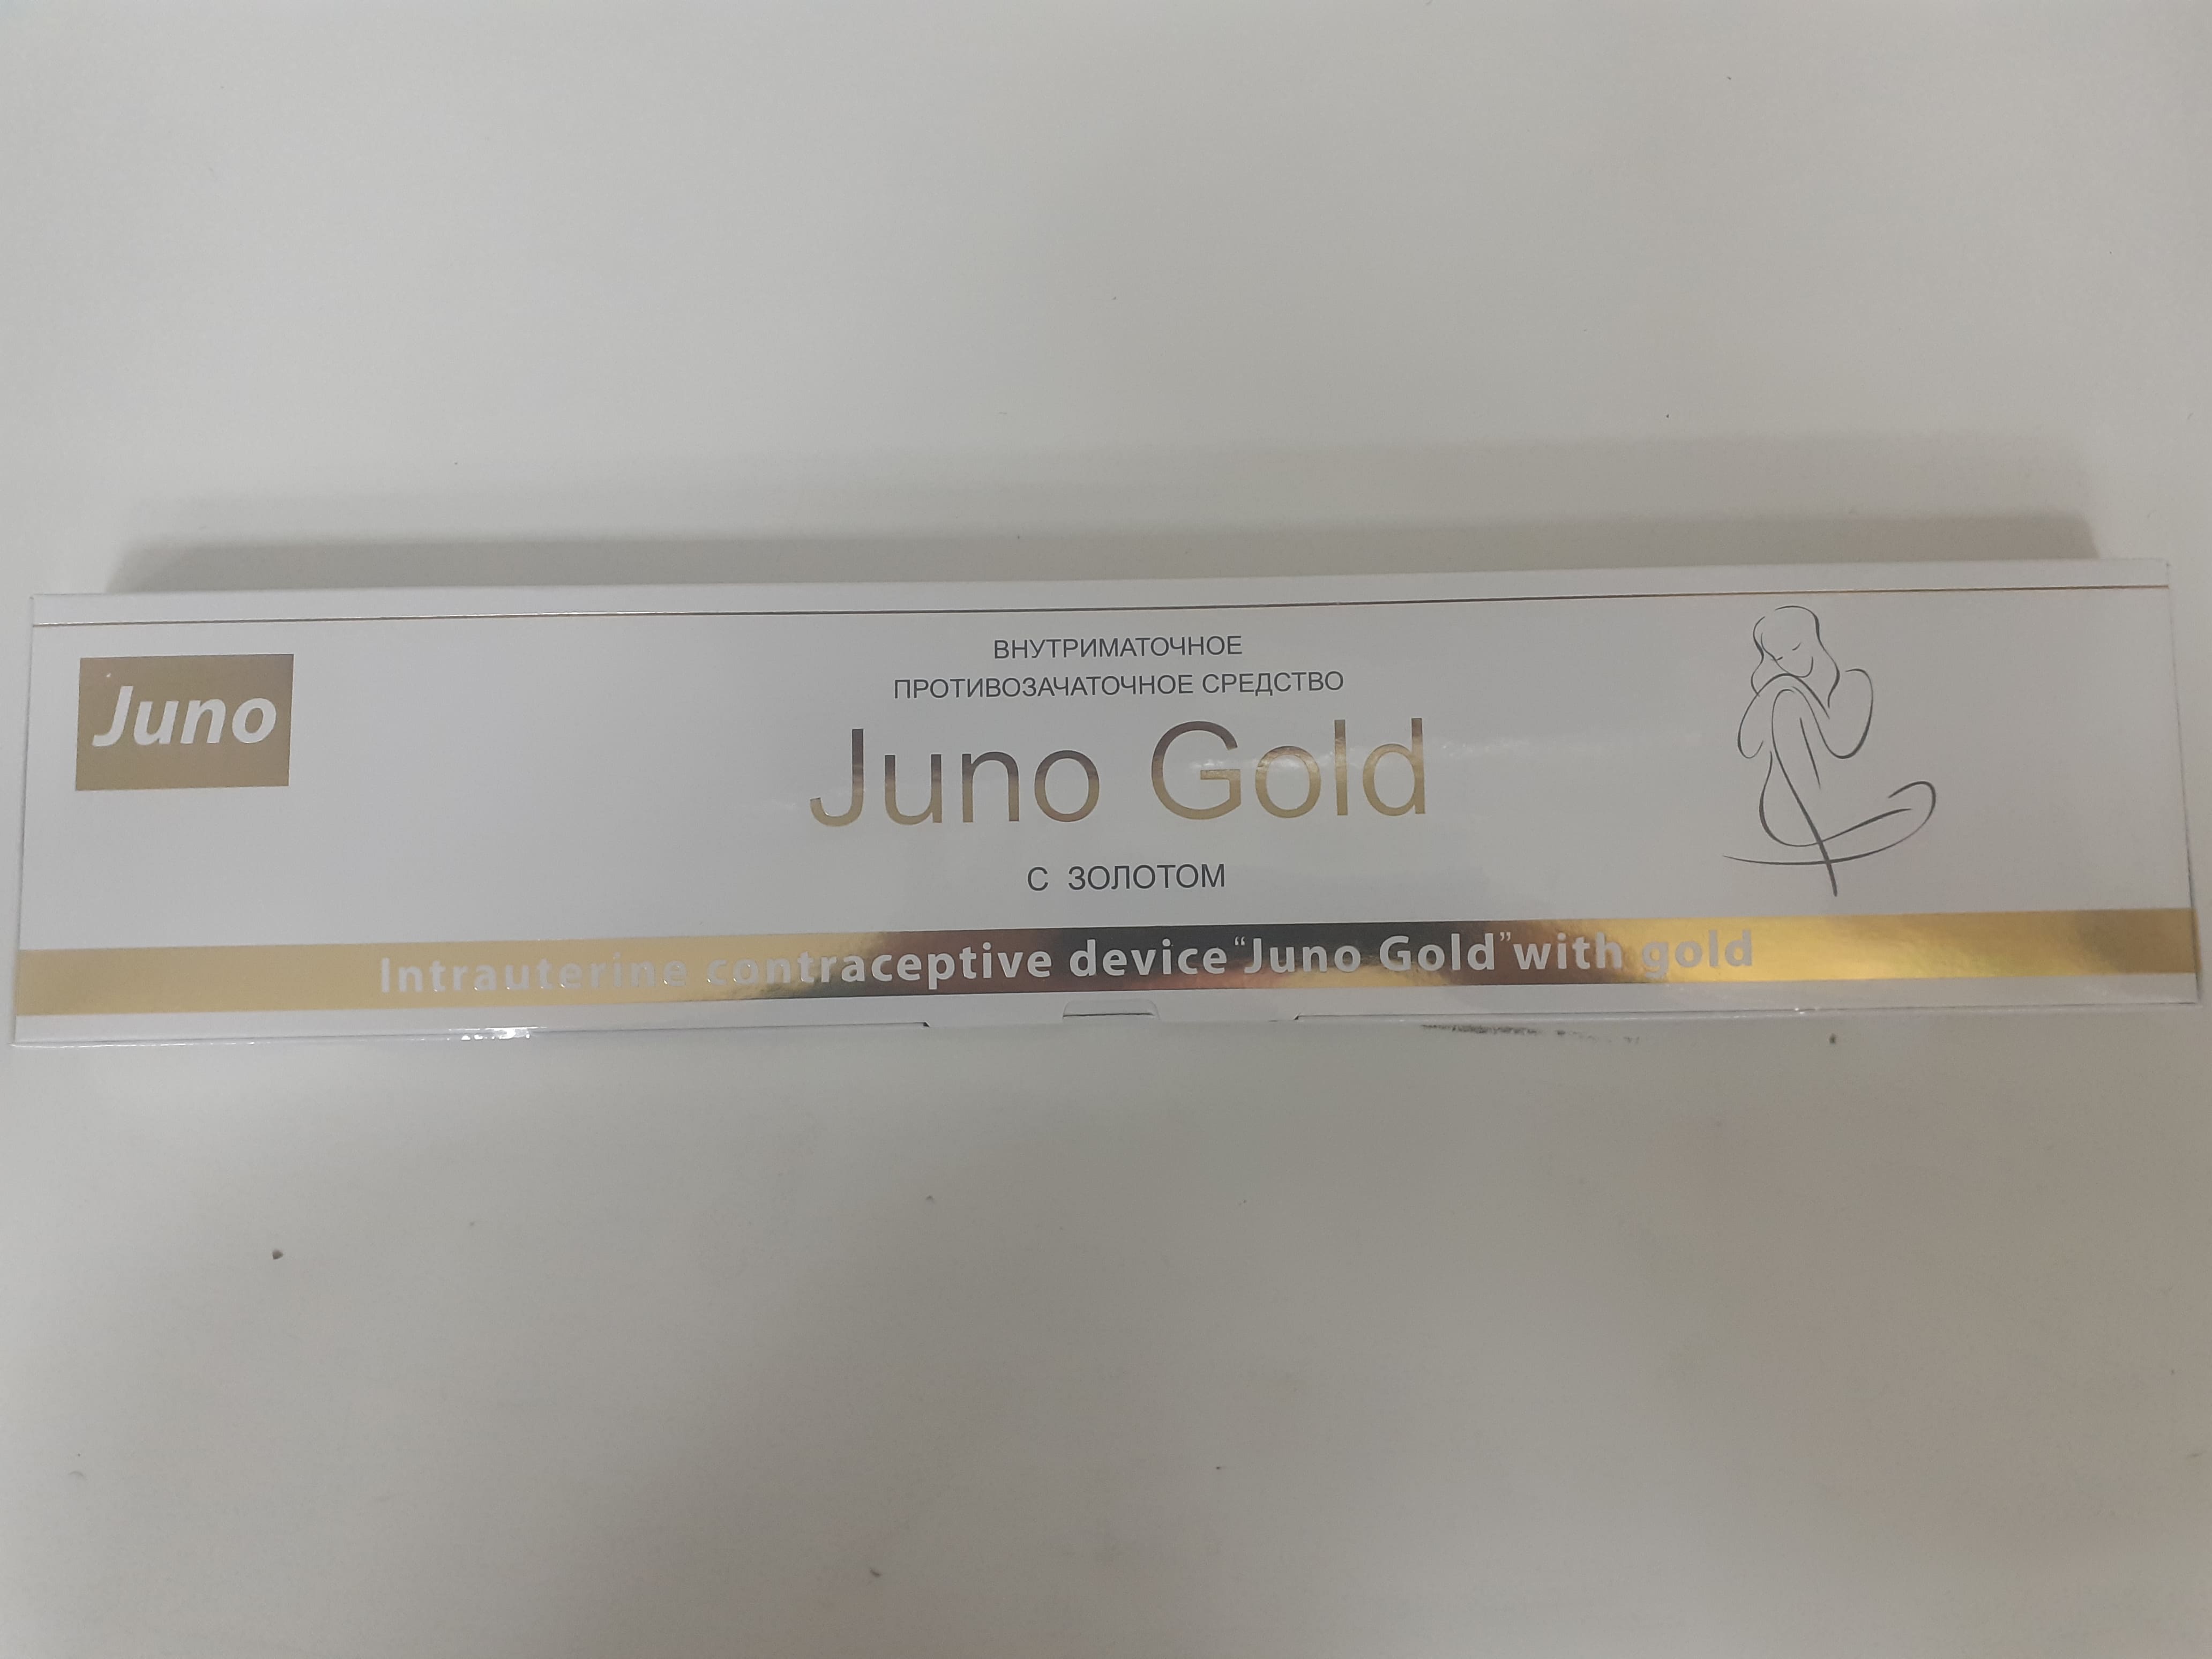 Juno
ВНУТРИМАТОЧНОЕ
ПРОТИВОЗАЧАТОЧНОЕ СРЕДСТВО
Juno Gold
С ЗОЛОТОМ
Intrauterine contraceptive device “Juno Gold” with gold